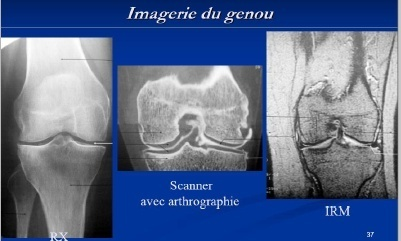 Imagerie du genou
Scanner
avec arthrographie
IRM
RX
37